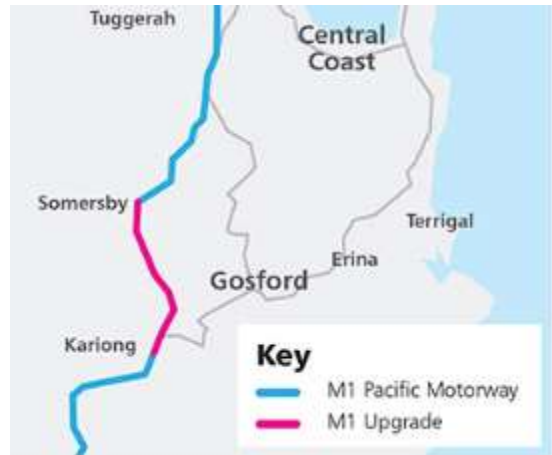 Tuggerah
Central
Coast
Somersby
Terrigal
Erina
Gosford
Kariong
Key
M1 Pacific Motorway
M1 Upgrade